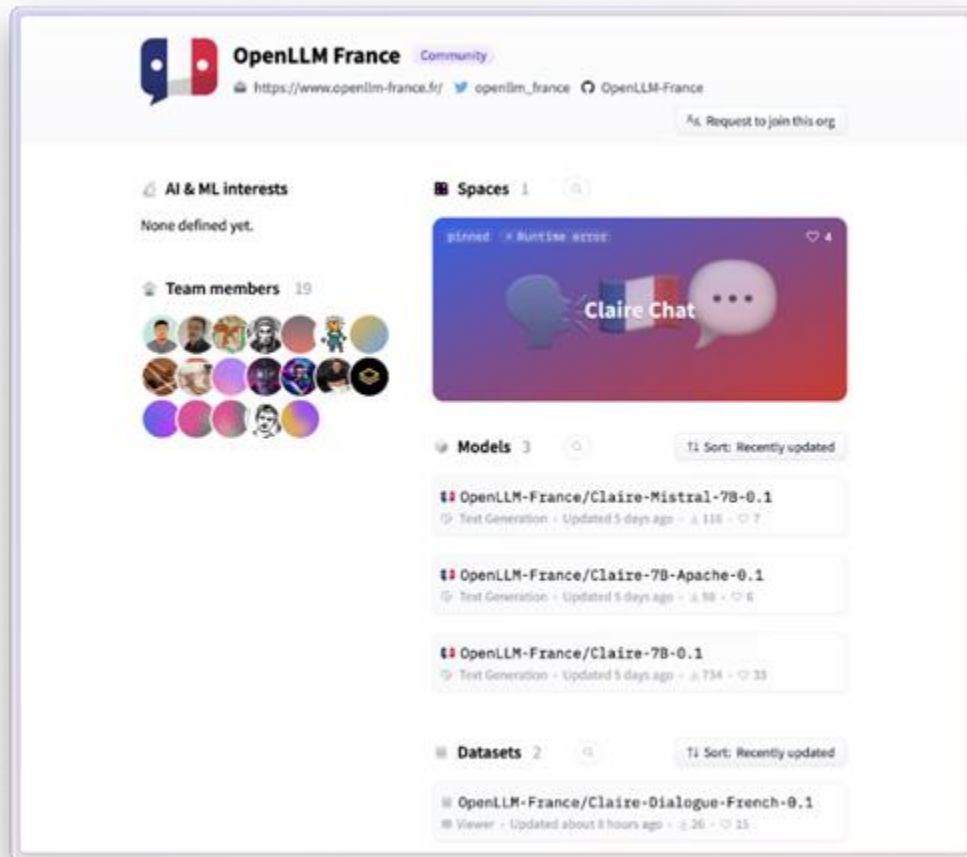 OpenLLM France Community
https://www.openllm-france.fr/ openllm_france OpenLLM-France
Request to join this org
AI & ML interests
None defined yet.
Team members 19
Spaces 1
pinned × Runtime error 4
Claire Chat
Models 3
Sort: Recently updated
OpenLLM-France/Claire-Mistral-7B-0.1
Text Generation • Updated 5 days ago • 116 • 7
OpenLLM-France/Claire-7B-Apache-0.1
Text Generation • Updated 5 days ago • 98 • 6
OpenLLM-France/Claire-7B-0.1
Text Generation • Updated 5 days ago • 734 • 33
Datasets 2
Sort: Recently updated
OpenLLM-France/Claire-Dialogue-French-0.1
Viewer • Updated about 8 hours ago • 26 • 15